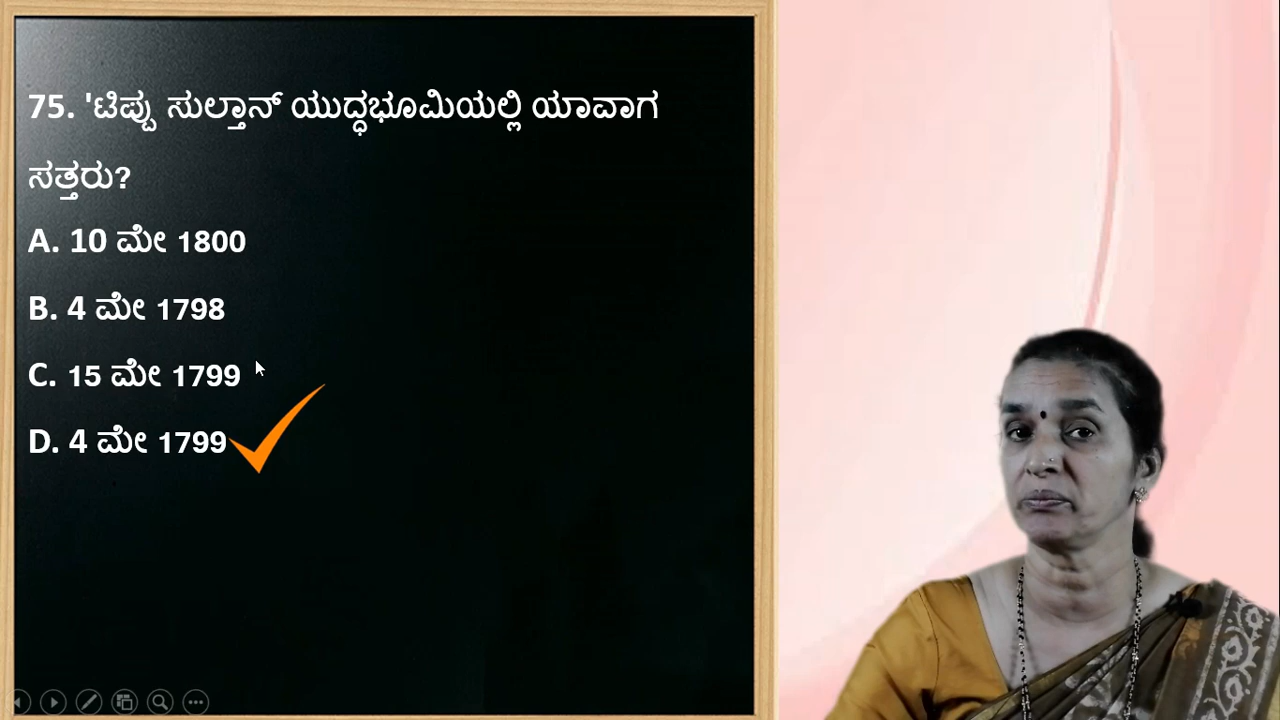 75. 'ಟಿಪ್ಪು ಸುಲ್ತಾನ್ ಯುದ್ಧಭೂಮಿಯಲ್ಲಿ ಯಾವಾಗ
ಸತ್ತರು?
A. 10 ಮೇ 1800
B. 4 ಮೇ 1798
C. 15 ಮೇ 1799
D. 4 ಮೇ 1799